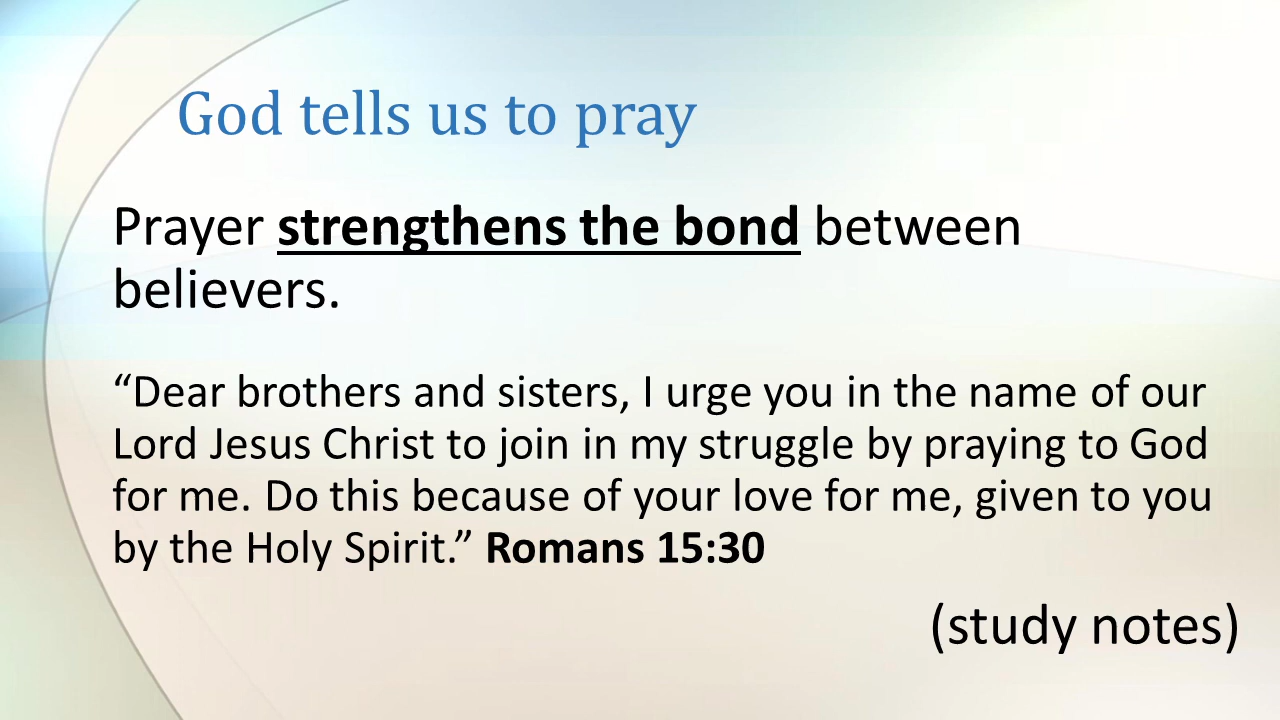 God tells us to pray
Prayer strengthens the bond between
believers.
“Dear brothers and sisters, I urge you in the name of our
Lord Jesus Christ to join in my struggle by praying to God
for me. Do this because of your love for me, given to you
by the Holy Spirit.” Romans 15:30
(study notes)